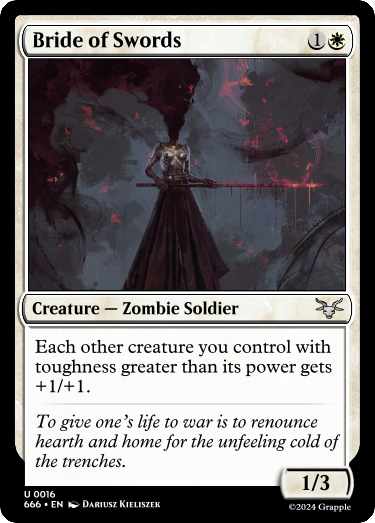 Bride of Swords 1
Creature — Zombie Soldier
Each other creature you control with
toughness greater than its power gets
+1/+1.
To give one's life to war is to renounce
hearth and home for the unfeeling cold of
the trenches.
1/3
U 0016
666 • EN Dariusz Kieliszek
©2024 Grapple